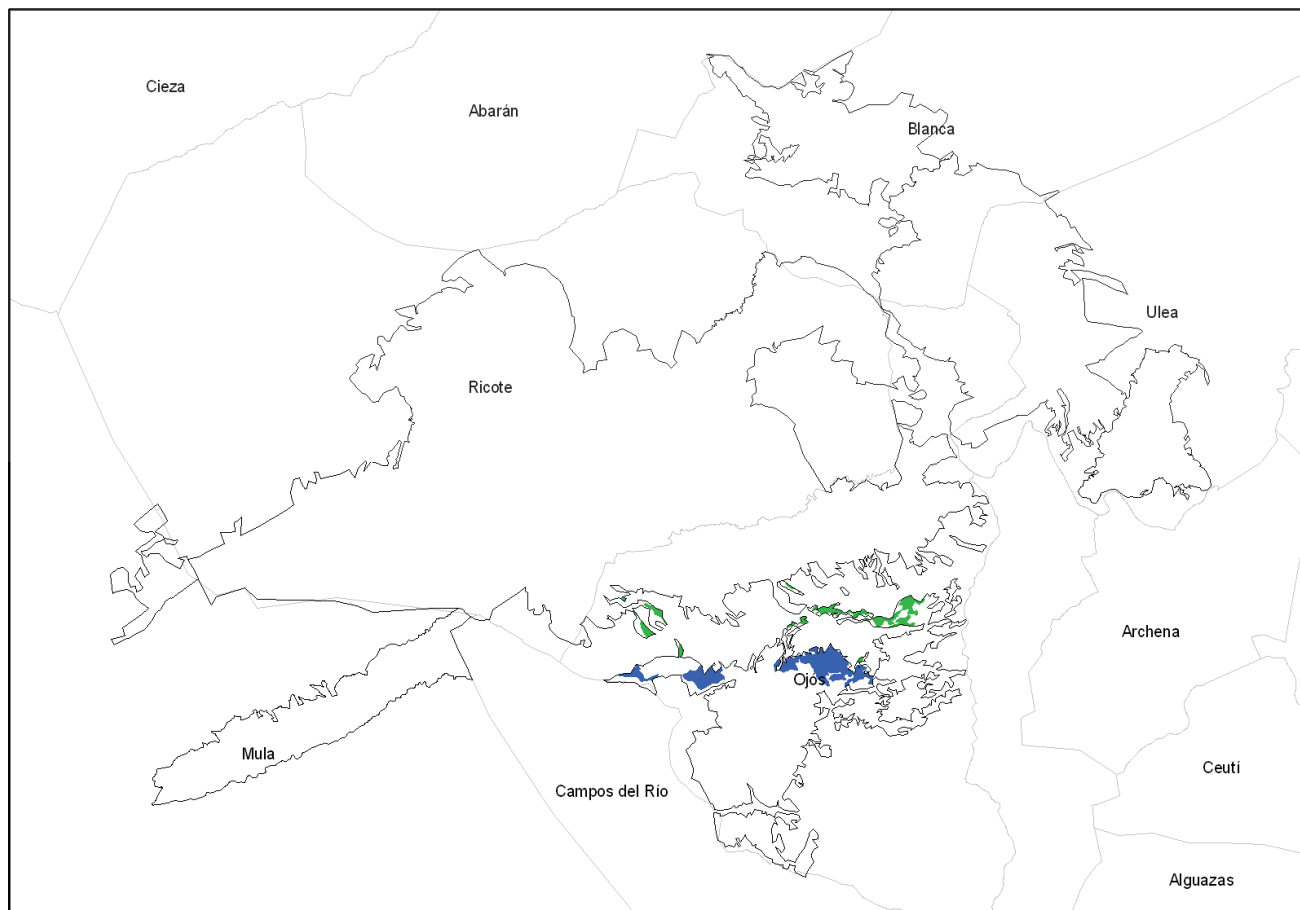 Cieza
Abarán
Blanca
Ulea
Ricote
Archena
Ojós
Mula
Ceutí
Campos del Río
Alguazas